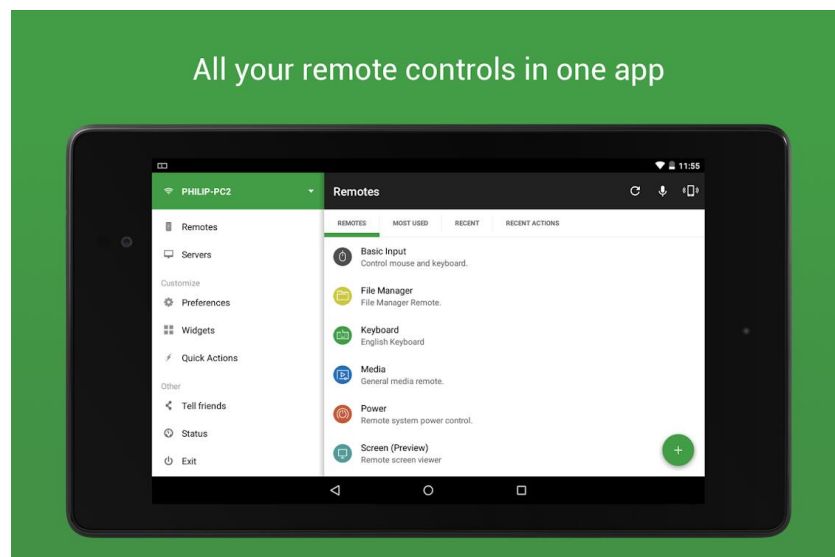 All your remote controls in one app
11:55
PHILIP-PC2
Remotes
Servers
Customize
Preferences
Widgets
Quick Actions
Other
Tell friends
Status
Exit
Remotes
REMOTES MOST USED RECENT RECENT ACTIONS
Basic Input
Control mouse and keyboard.
File Manager
File Manager Remote.
Keyboard
English Keyboard
Media
General media remote.
Power
Remote system power control.
Screen (Preview)
Remote screen viewer